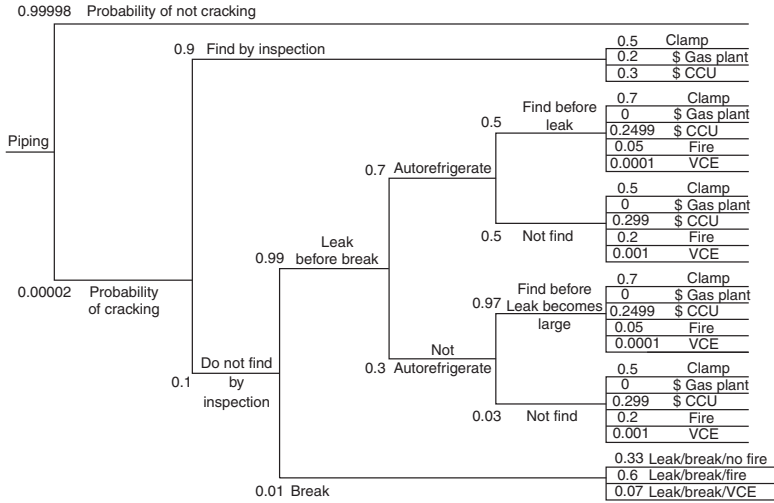 0.99998 Probability of not cracking
0.9 Find by inspection
0.5 Clamp
0.2 $ Gas plant
0.3 $ CCU
Piping
0.5
Find before
leak
0.7 Clamp
0 $ Gas plant
0.2499 $ CCU
0.05 Fire
0.0001 VCE
0.7 Autorefrigerate
0.5 Not find
0.5 Clamp
0 $ Gas plant
0.299 $ CCU
0.2 Fire
0.001 VCE
0.99
Leak
before break
0.00002
Probability
of cracking
0.97
Find before
Leak becomes
large
0.7 Clamp
0 $ Gas plant
0.2499 $ CCU
0.05 Fire
0.0001 VCE
0.3
Not
Autorefrigerate
0.1
Do not find
by
inspection
0.03 Not find
0.5 Clamp
0 $ Gas plant
0.299 $ CCU
0.2 Fire
0.001 VCE
0.01 Break
0.33 Leak/break/no fire
0.6 Leak/break/fire
0.07 Leak/break/VCE